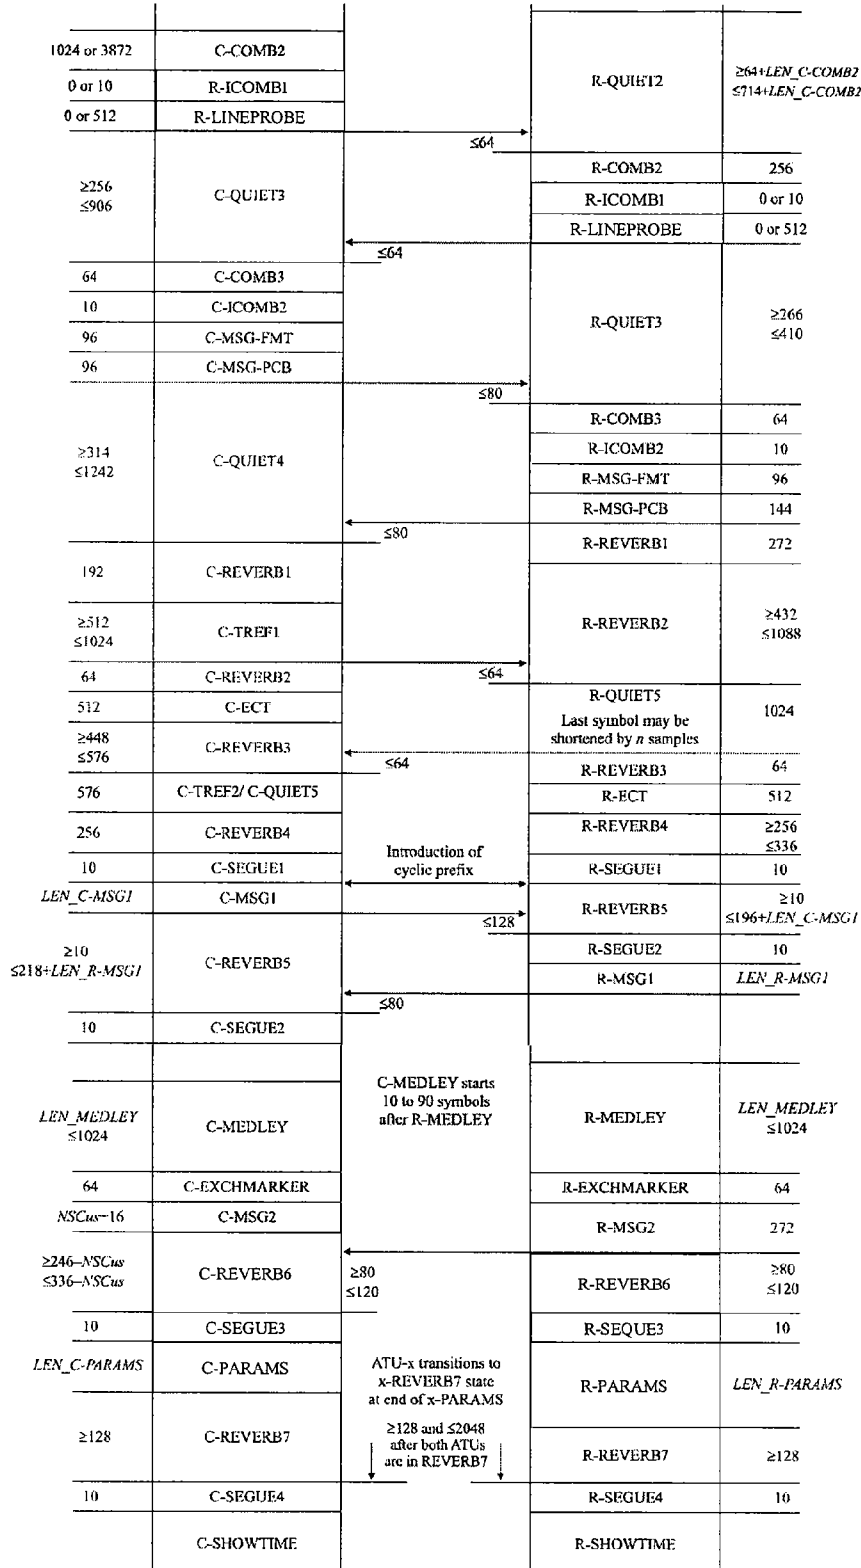 1024 or 3872 C-COMB2
R-QUIET2 ≥64+LEN_C-COMB2
≤714+LEN_C-COMB2
0 or 10 R-ICOMB1
0 or 512 R-LINEPROBE
≤64
R-COMB2 256
≥256
≤906 C-QUIET3
R-ICOMB1 0 or 10
R-LINEPROBE 0 or 512
≤64
64 C-COMB3
10 C-ICOMB2
R-QUIET3 ≥266
≤410
96 C-MSG-FMT
96 C-MSG-PCB
≤80
R-COMB3 64
≥314
≤1242 C-QUIET4
R-ICOMB2 10
R-MSG-FMT 96
R-MSG-PCB 144
≤80
R-REVERB1 272
192 C-REVERB1
≥512
≤1024 C-TREF1
R-REVERB2 ≥432
≤1088
64 C-REVERB2
≤64
R-QUIET5
Last symbol may be
shortened by n samples
1024
512 C-ECT
≥448
≤576 C-REVERB3
≤64
R-REVERB3 64
576 C-TREF2/ C-QUIET5
R-ECT 512
256 C-REVERB4
R-REVERB4 ≥256
≤336
Introduction of
cyclic prefix
10 C-SEGUE1
R-SEGUE1 10
LEN_C-MSG1 C-MSG1
R-REVERB5 ≥10
≤196+LEN_C-MSG1
≤128
≥10
≤218+LEN_R-MSG1 C-REVERB5
R-SEGUE2 10
R-MSG1 LEN_R-MSG1
≤80
10 C-SEGUE2
C-MEDLEY starts
10 to 90 symbols
after R-MEDLEY
LEN_MEDLEY
≤1024 C-MEDLEY
R-MEDLEY LEN_MEDLEY
≤1024
64 C-EXCHMARKER
R-EXCHMARKER 64
NSCus-16 C-MSG2
R-MSG2 272
≥246-NSCus
≤336-NSCus C-REVERB6
≥80
≤120
R-REVERB6 ≥80
≤120
10 C-SEGUE3
R-SEQUE3 10
LEN_C-PARAMS C-PARAMS
ATU-x transitions to
x-REVERB7 state
at end of x-PARAMS
R-PARAMS LEN_R-PARAMS
≥128 C-REVERB7
≥128 and ≤2048
after both ATUs
are in REVERB7
R-REVERB7 ≥128
10 C-SEGUE4
R-SEGUE4 10
C-SHOWTIME
R-SHOWTIME